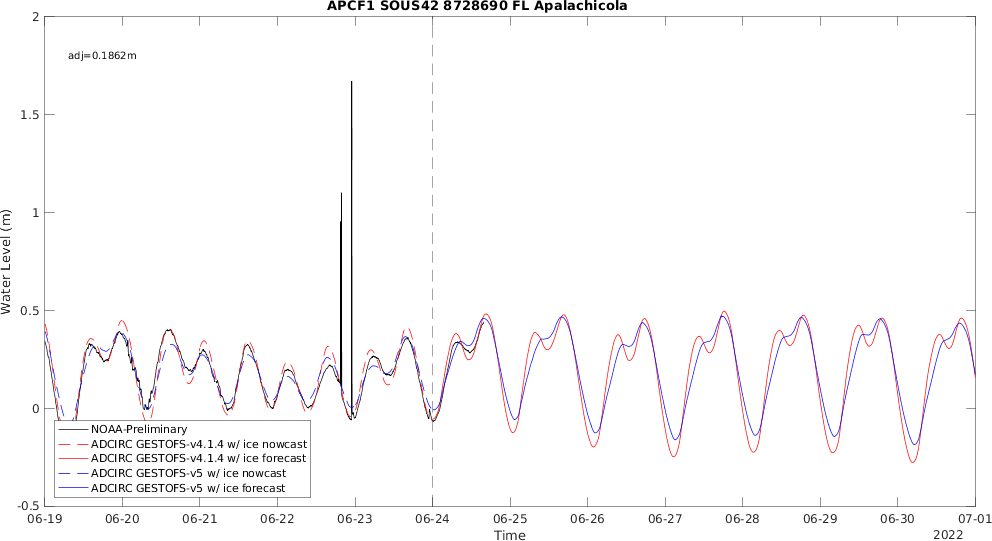 APCF1 SOUS42 8728690 FL Apalachicola
2
adj=0.1862m
1.5
1
0.5
0
-0.5
Water Level (m)
NOAA-Preliminary
ADCIRC GESTOFS-v4.1.4 w/ ice nowcast
ADCIRC GESTOFS-v4.1.4 w/ ice forecast
ADCIRC GESTOFS-v5 w/ ice nowcast
ADCIRC GESTOFS-v5 w/ ice forecast
06-19 06-20 06-21 06-22 06-23 06-24 06-25 06-26 06-27 06-28 06-29 06-30 07-01
Time
2022